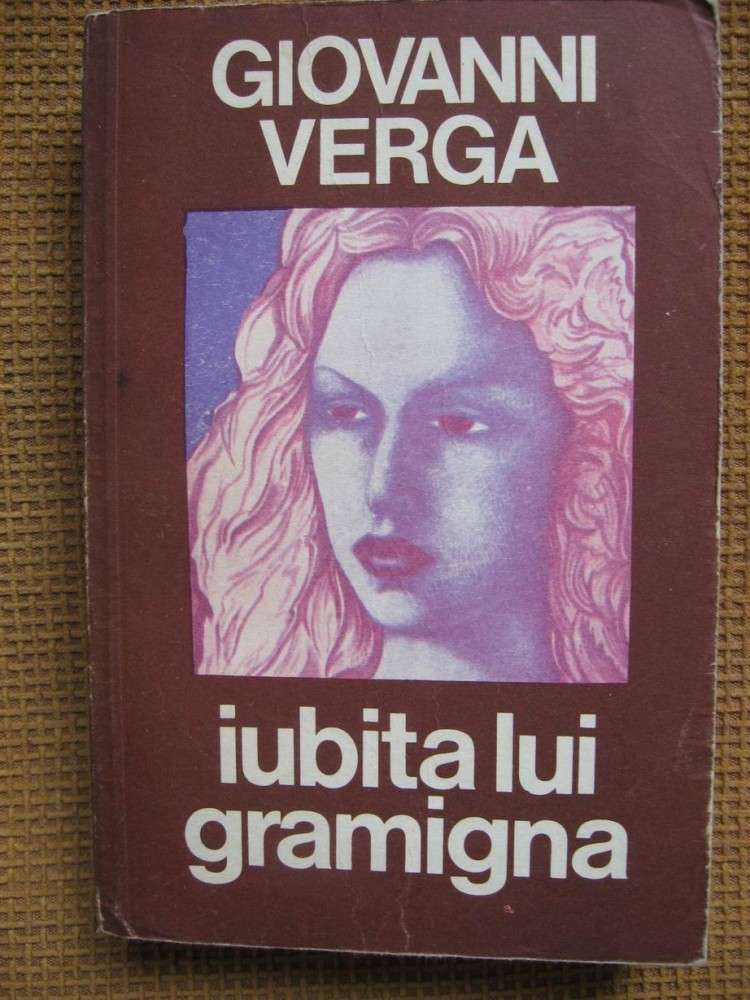 GIOVANNI
VERGA
iubita lui
gramigna